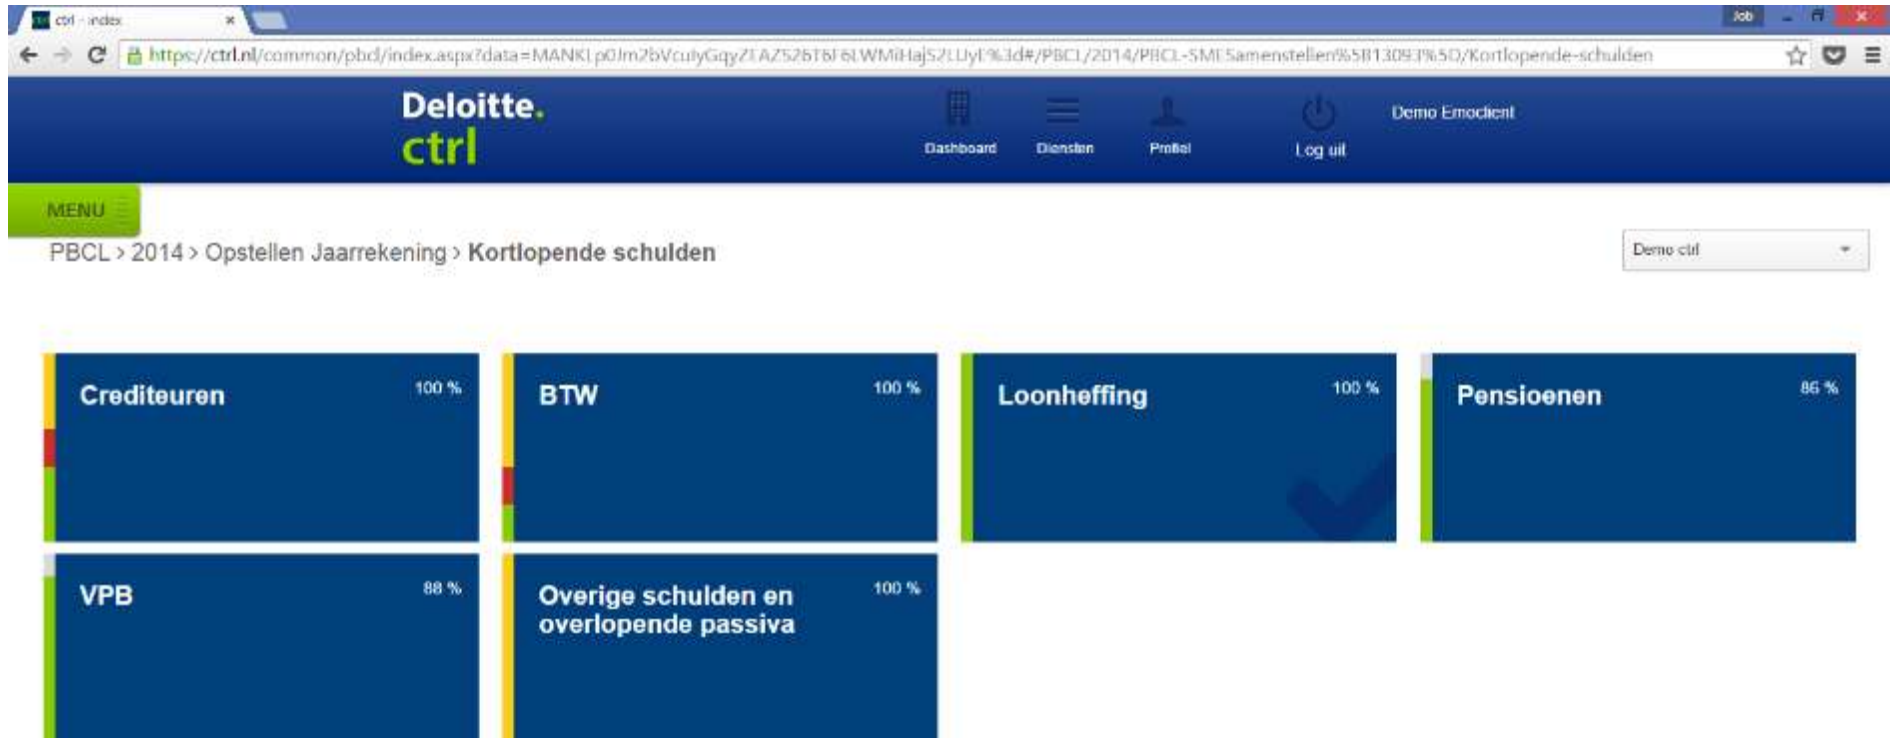 ctrl - index
Job
https://ctrl.nl/common/pbcl/index.aspx?data=
Deloitte.
ctrl
Dashboard
Diensten
Profiel
Log uit
Demo Emoclient
MENU
PBCL > 2014 > Opstellen Jaarrekening > Kortlopende schulden
Demo ctrl
Crediteuren 100 %
BTW 100 %
Loonheffing 100 %
Pensioenen 86 %
VPB 88 %
Overige schulden en 100 %
overlopende passiva